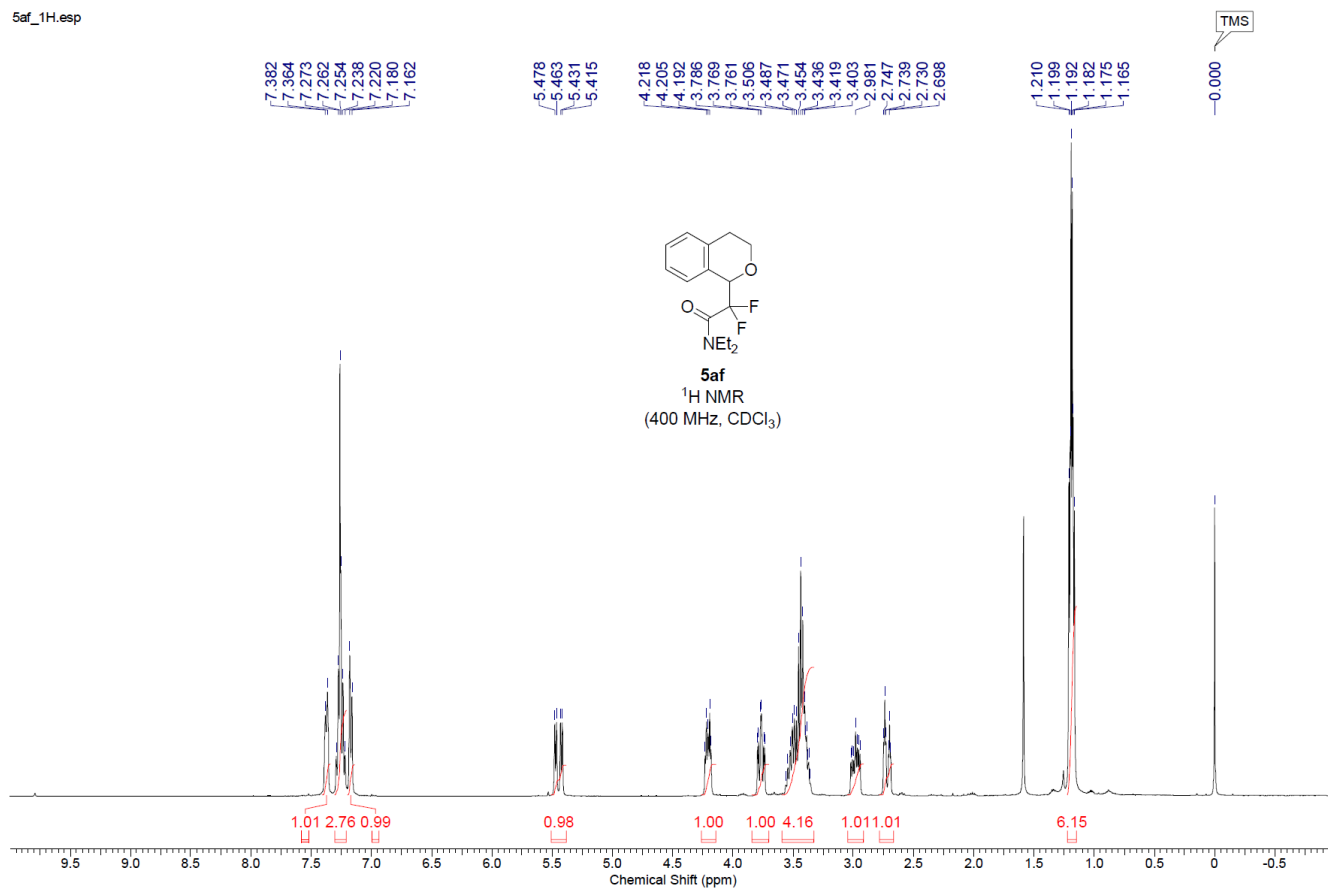 5af_1H.esp
TMS
7.382
7.364
7.273
7.262
7.254
7.238
7.220
7.180
7.162
5.478
5.463
5.431
5.415
4.218
4.205
4.192
3.786
3.769
3.761
3.506
3.487
3.471
3.454
3.436
3.419
3.403
2.981
2.747
2.739
2.730
2.698
1.210
1.199
1.192
1.182
1.175
1.165
0.000
O
O
F
F
NEt₂
5af
¹H NMR
(400 MHz, CDCl₃)
1.01 2.76 0.99 0.98 1.00 1.00 4.16 1.01 1.01 6.15
9.5 9.0 8.5 8.0 7.5 7.0 6.5 6.0 5.5 5.0 4.5 4.0 3.5 3.0 2.5 2.0 1.5 1.0 0.5 0 -0.5
Chemical Shift (ppm)